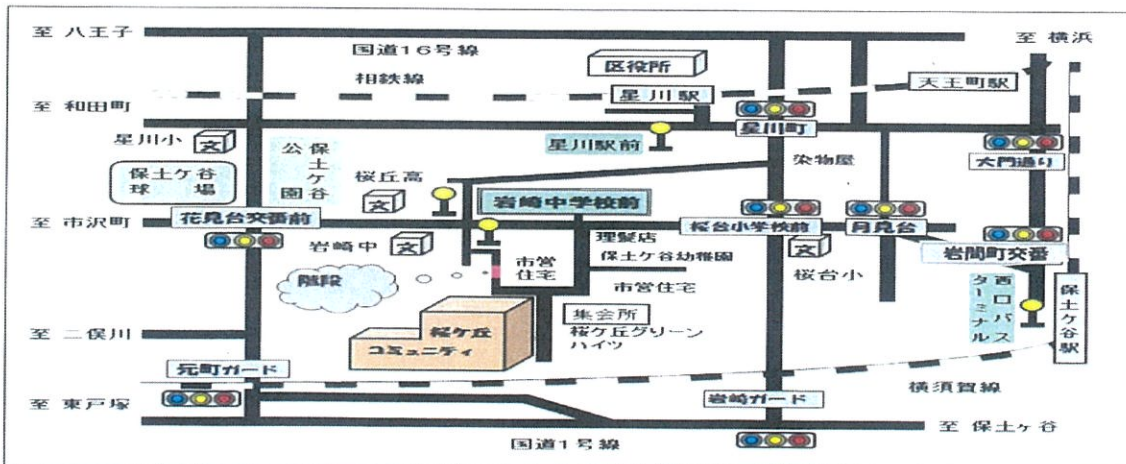 至 八王子
国道16号線
至 横浜
区役所
相鉄線
天王町駅
星川駅
至 和田町
星川町
星川小
文
保土ケ谷
公園
星川駅前
染物屋
大門通り
保土ケ谷
球場
桜丘高
文
岩崎中学校前
至 市沢町
花見台交番前
桜台小学校前
月見台
理髪店
岩崎中
文
市営
住宅
保土ケ谷幼稚園
文
桜台小
岩間町交番
階段
市営住宅
西口バス
ターミナル
保土ケ谷駅
集会所
桜ケ丘グリーン
ハイツ
至 二俣川
桜ケ丘
コミュニティ
元町ガード
横須賀線
岩崎ガード
至 東戸塚
至 保土ヶ谷
国道1号線